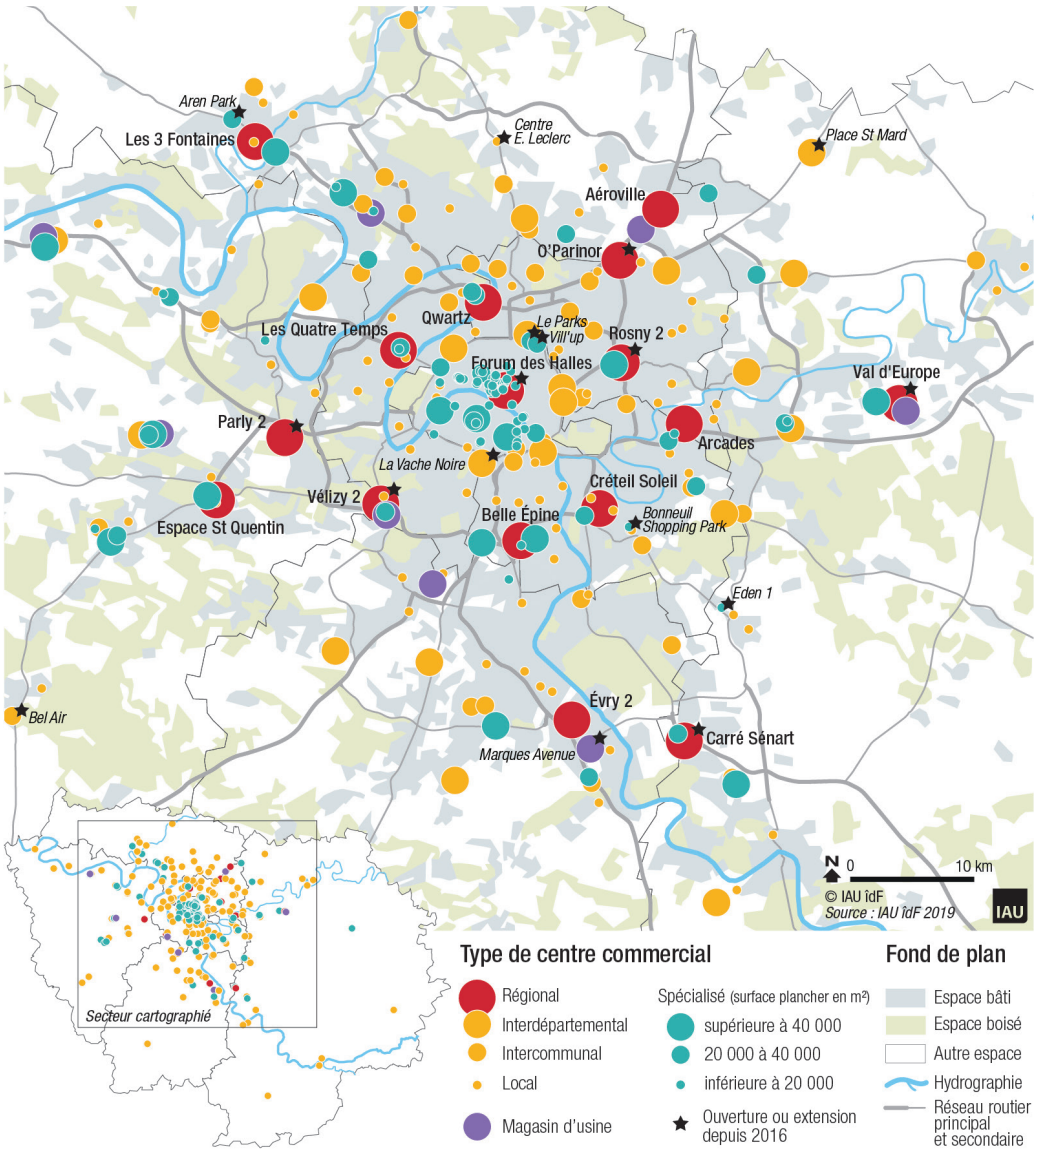 Aren Park
Les 3 Fontaines
Centre
E. Leclerc
Place St Mard
Aéroville
O'Parinor
Qwartz
Les Quatre Temps
Le Parks
Vill'up
Rosny 2
Forum des Halles
Val d'Europe
Parly 2
Arcades
La Vache Noire
Créteil Soleil
Vélizy 2
Espace St Quentin
Belle Épine
Bonneuil
Shopping Park
Eden 1
Bel Air
Évry 2
Marques Avenue
Carré Sénart
N
0 10 km
© IAU îdF
Source : IAU îdF 2019
IAU
Secteur cartographié
Type de centre commercial
Régional
Interdépartemental
Intercommunal
Local
Magasin d'usine
Spécialisé (surface plancher en m²)
supérieure à 40 000
20 000 à 40 000
inférieure à 20 000
Ouverture ou extension
depuis 2016
Fond de plan
Espace bâti
Espace boisé
Autre espace
Hydrographie
Réseau routier
principal
et secondaire